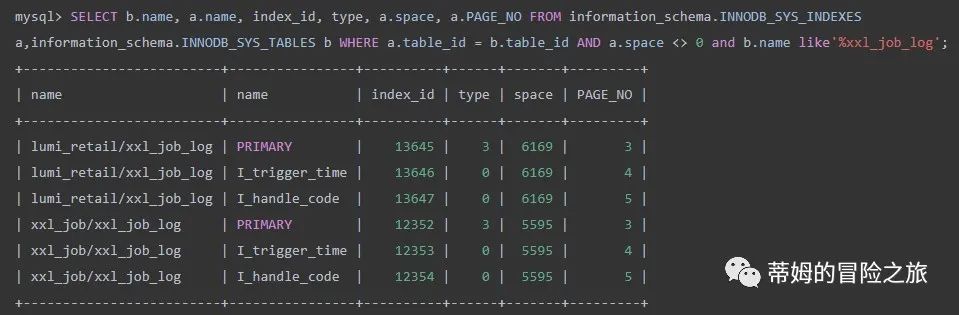 mysql> SELECT b.name, a.name, index_id, type, a.space, a.PAGE_NO FROM information_schema.INNODB_SYS_INDEXES
a,information_schema.INNODB_SYS_TABLES b WHERE a.table_id = b.table_id AND a.space <> 0 and b.name like'%xxl_job_log';
+------------------------+----------------+----------+------+-------+---------+
| name                   | name           | index_id | type | space | PAGE_NO |
+------------------------+----------------+----------+------+-------+---------+
| lumi_retail/xxl_job_log | PRIMARY        |    13645 |    3 |  6169 |       3 |
| lumi_retail/xxl_job_log | I_trigger_time |    13646 |    0 |  6169 |       4 |
| lumi_retail/xxl_job_log | I_handle_code  |    13647 |    0 |  6169 |       5 |
| xxl_job/xxl_job_log    | PRIMARY        |    12352 |    3 |  5595 |       3 |
| xxl_job/xxl_job_log    | I_trigger_time |    12353 |    0 |  5595 |       4 |
| xxl_job/xxl_job_log    | I_handle_code  |    12354 |    0 |  5595 |       5 |
+------------------------+----------------+----------+------+-------+---------+
蒂姆的冒险之旅